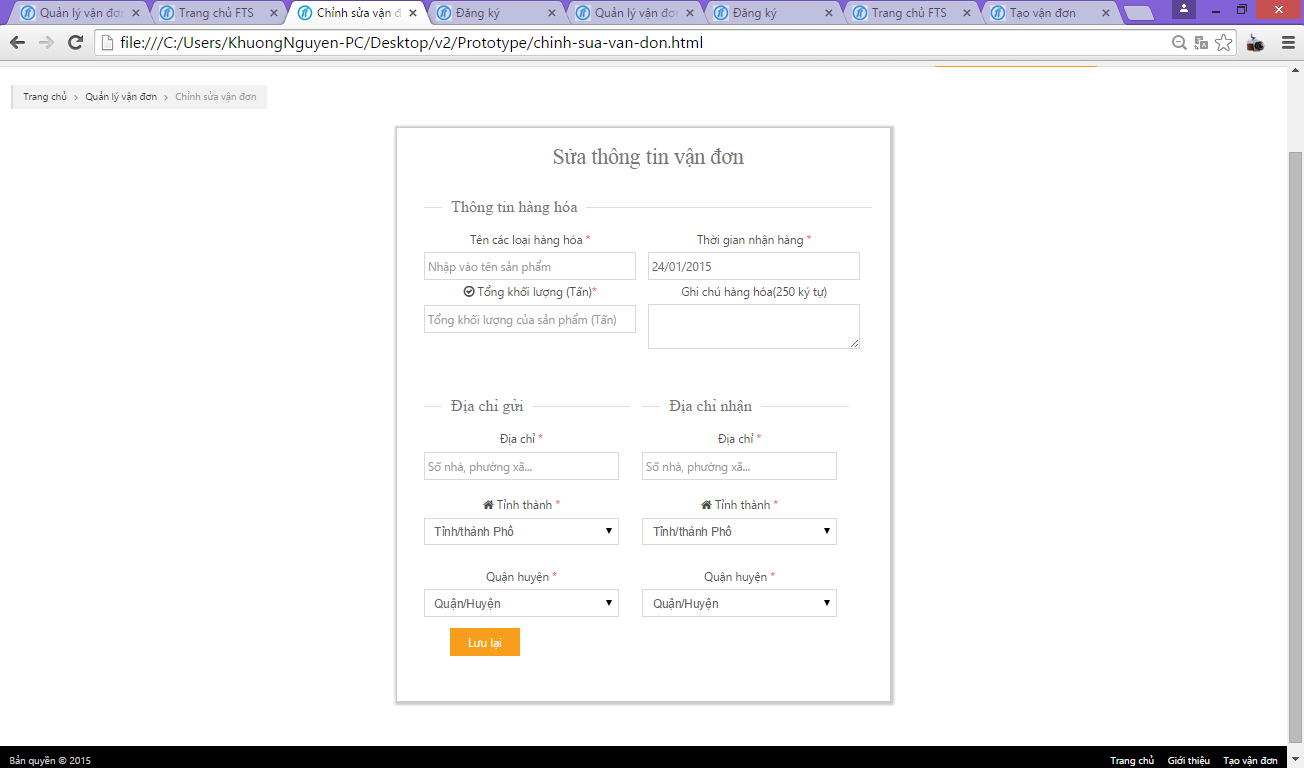 Quản lý vận đơn Trang chủ FTS Chỉnh sửa vận đ Đăng ký Quản lý vận đơn Đăng ký Trang chủ FTS Tạo vận đơn
file:///C:/Users/KhuongNguyen-PC/Desktop/v2/Prototype/chinh-sua-van-don.html
Trang chủ > Quản lý vận đơn > Chỉnh sửa vận đơn
Sửa thông tin vận đơn
Thông tin hàng hóa
Tên các loại hàng hóa * Thời gian nhận hàng *
Nhập vào tên sản phẩm 24/01/2015
Tổng khối lượng (Tấn)* Ghi chú hàng hóa(250 ký tự)
Tổng khối lượng của sản phẩm (Tấn)
Địa chỉ gửi Địa chỉ nhận
Địa chỉ * Địa chỉ *
Số nhà, phường xã... Số nhà, phường xã...
Tỉnh thành * Tỉnh thành *
Tỉnh/thành Phố Tỉnh/thành Phố
Quận huyện * Quận huyện *
Quận/Huyện Quận/Huyện
Lưu lại
Bản quyền © 2015 Trang chủ Giới thiệu Tạo vận đơn